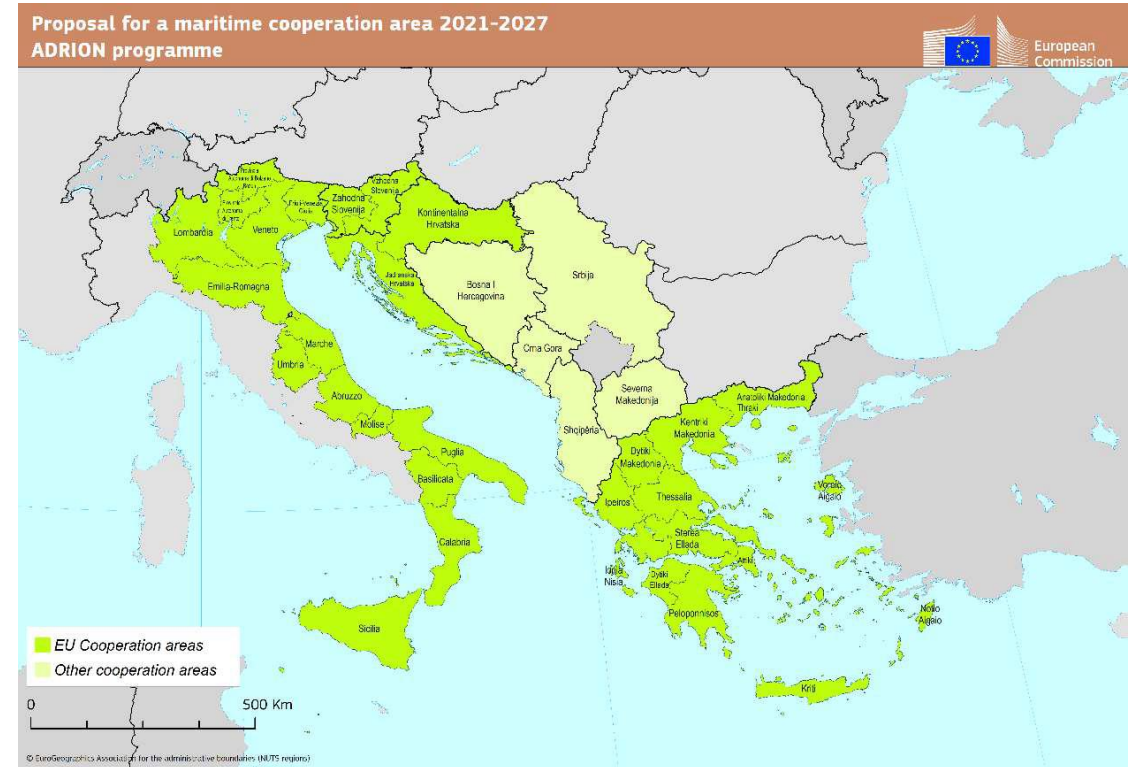 Proposal for a maritime cooperation area 2021-2027
ADRION programme
European
Commission
Vzhodna
Slovenija
Zahodna
Slovenija
Kontinentalna
Hrvatska
Lombardia
Veneto
Emilia-Romagna
Jadranska
Hrvatska
Bosna I
Hercegovina
Srbija
Marche
Umbria
Crna Gora
Abruzzo
Molise
Severna
Makedonija
Shqipëria
Anatoliki Makedonia
Thraki
Kentriki
Makedonia
Dytiki
Makedonia
Puglia
Basilicata
Ipeiros
Thessalia
Voreio
Aigaio
Calabria
Sterea
Ellada
Attiki
Ionia
Nisia
Dytiki
Ellada
Peloponnisos
Notio
Aigaio
Sicilia
Kriti
EU Cooperation areas
Other cooperation areas
0
500 Km
© EuroGeographics Association for the administrative boundaries (NUTS regions)